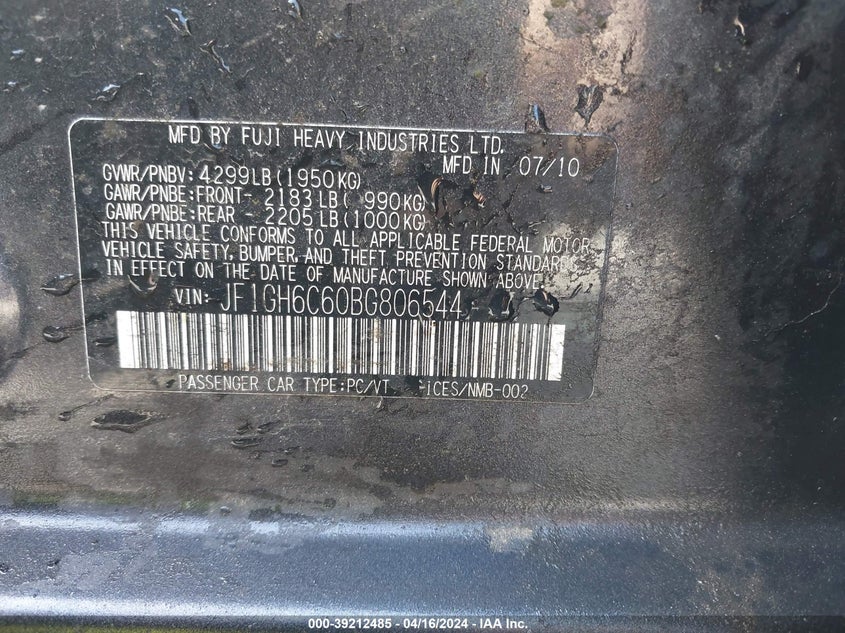 MFD BY FUJI HEAVY INDUSTRIES LTD.
MFD IN 07/10
GVWR/PNBV: 4299LB (1950KG)
GAWR/PNBE: FRONT- 2183LB ( 990KG)
GAWR/PNBE: REAR - 2205LB (1000KG)
THIS VEHICLE CONFORMS TO ALL APPLICABLE FEDERAL MOTOR
VEHICLE SAFETY, BUMPER, AND THEFT PREVENTION STANDARDS
IN EFFECT ON THE DATE OF MANUFACTURE SHOWN ABOVE.
VIN: JF1GH6C60BG806544
PASSENGER CAR TYPE:PC/VT ICES/NMB-002
000-39212485 - 04/16/2024 - IAA Inc.